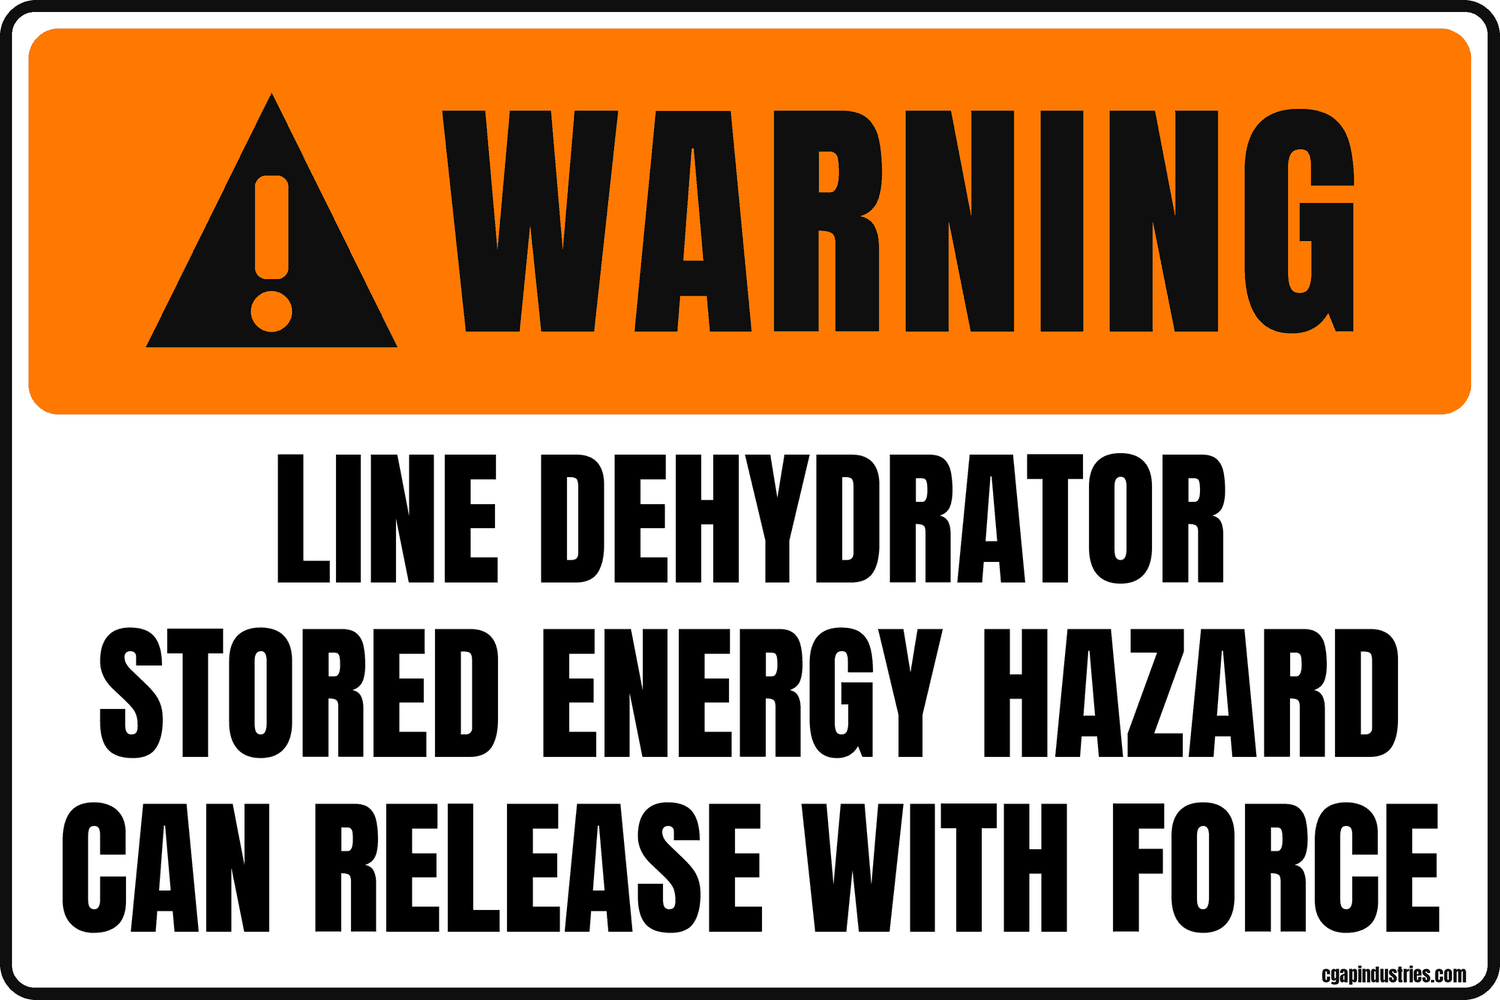 WARNING
LINE DEHYDRATOR
STORED ENERGY HAZARD
CAN RELEASE WITH FORCE
cgapindustries.com